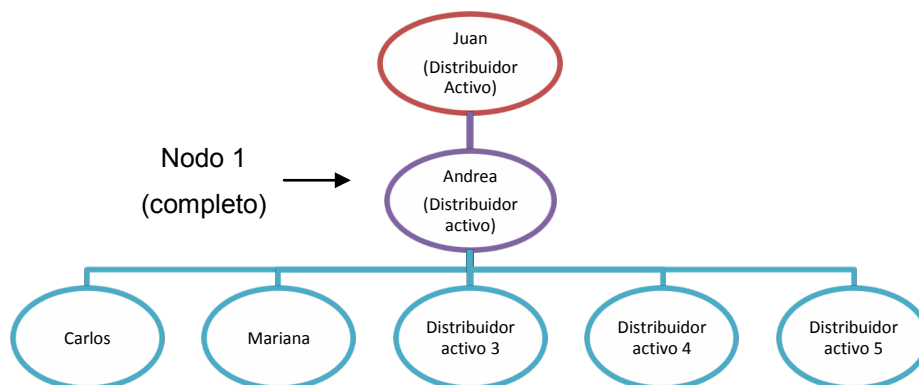 Juan
(Distribuidor
Activo)
Nodo 1
(completo)
Andrea
(Distribuidor
activo)
Carlos
Mariana
Distribuidor
activo 3
Distribuidor
activo 4
Distribuidor
activo 5